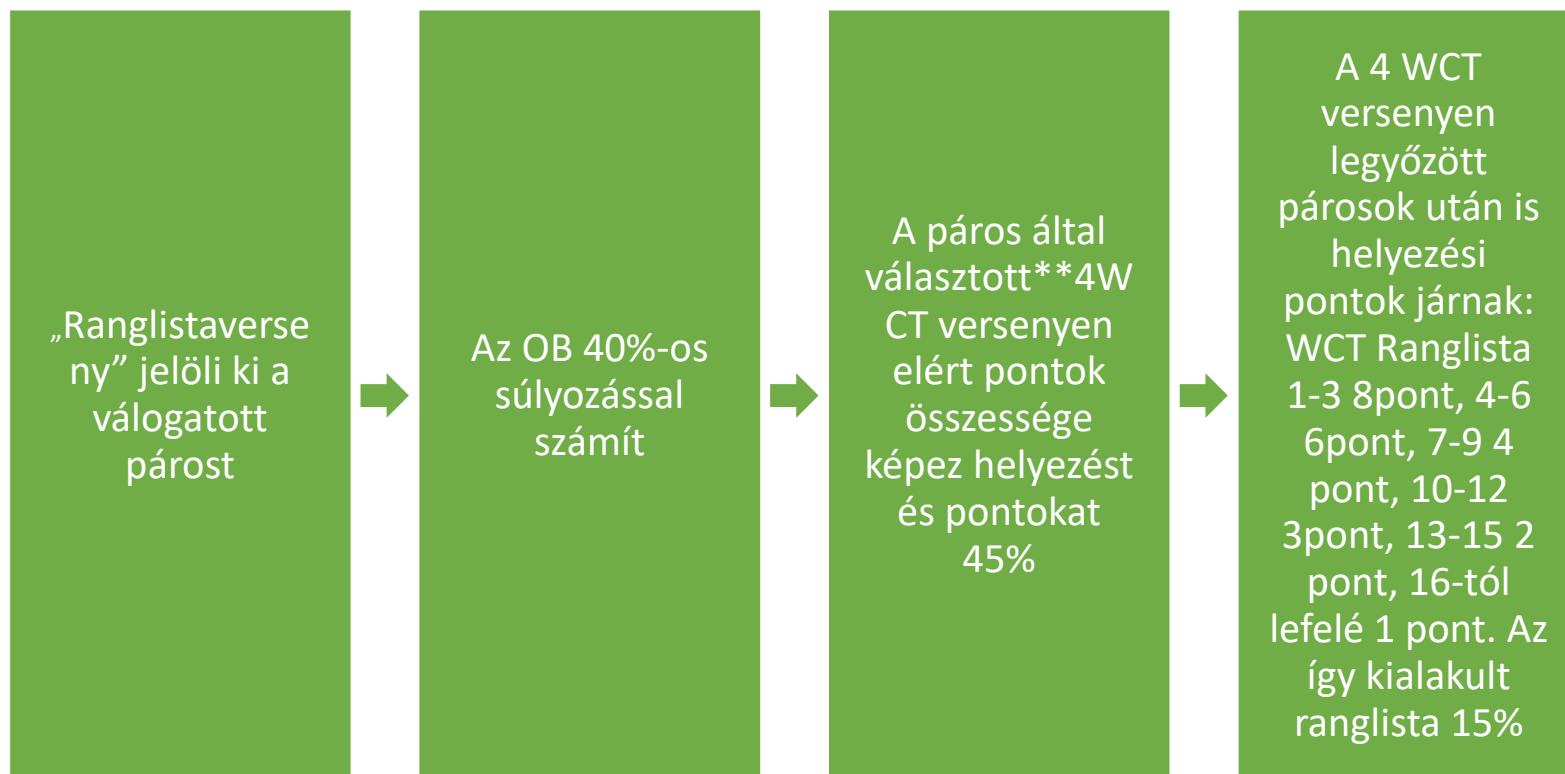 „Ranglistaverse
ny” jelöli ki a
válogatott
párost
Az OB 40%-os
súlyozással
számít
A páros által
választott**4W
CT versenyen
elért pontok
összessége
képez helyezést
és pontokat
45%
A 4 WCT
versenyen
legyőzött
párosok után is
helyezési
pontok járnak:
WCT Ranglista
1-3 8pont, 4-6
6pont, 7-9 4
pont, 10-12
3pont, 13-15 2
pont, 16-tól
lefelé 1 pont. Az
így kialakult
ranglista 15%